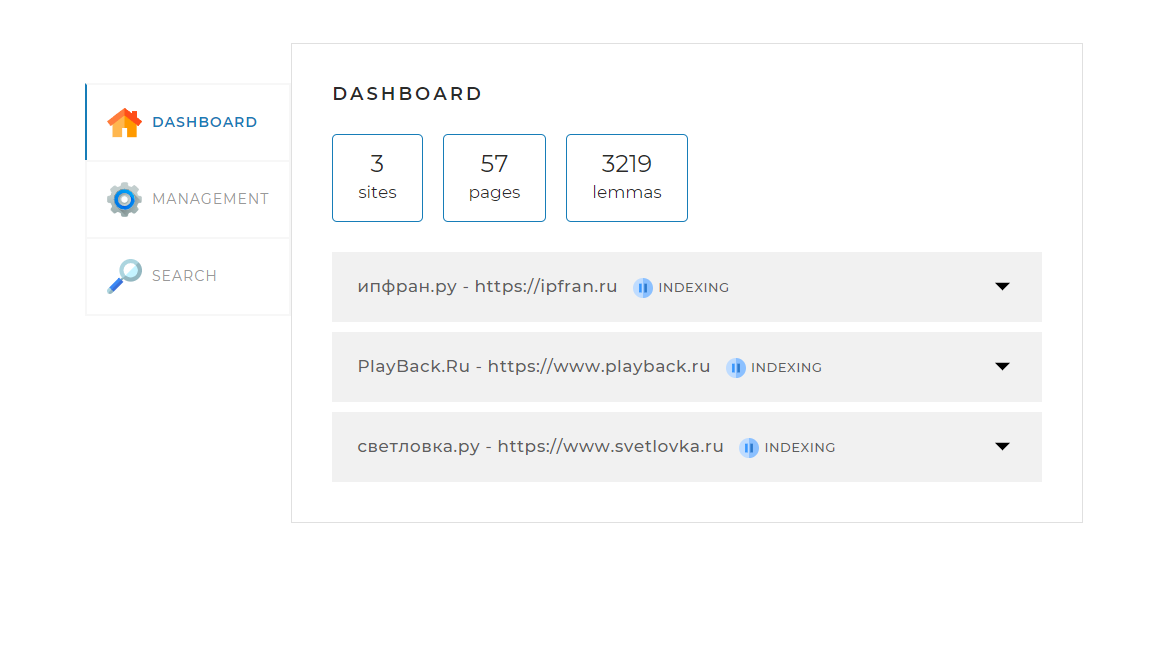 DASHBOARD
MANAGEMENT
SEARCH
DASHBOARD
3
sites
57
pages
3219
lemmas
ипфран.ру - https://ipfran.ru INDEXING
PlayBack.Ru - https://www.playback.ru INDEXING
светловка.ру - https://www.svetlovka.ru INDEXING